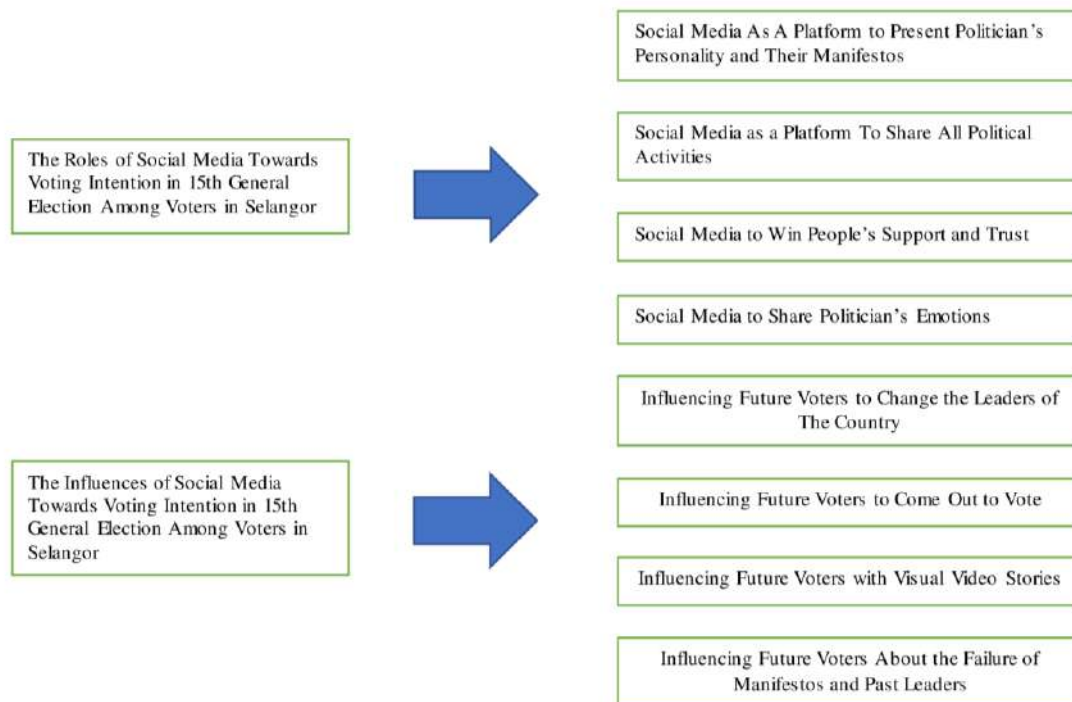 The Roles of Social Media Towards
Voting Intention in 15th General
Election Among Voters in Selangor
Social Media As A Platform to Present Politician's
Personality and Their Manifestos
Social Media as a Platform To Share All Political
Activities
Social Media to Win People's Support and Trust
Social Media to Share Politician's Emotions
The Influences of Social Media
Towards Voting Intention in 15th
General Election Among Voters in
Selangor
Influencing Future Voters to Change the Leaders of
The Country
Influencing Future Voters to Come Out to Vote
Influencing Future Voters with Visual Video Stories
Influencing Future Voters About the Failure of
Manifestos and Past Leaders